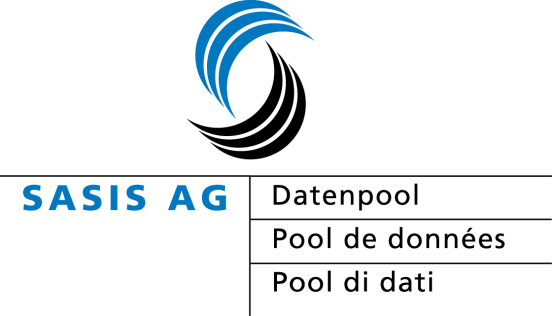 SASIS AG
Datenpool
Pool de données
Pool di dati